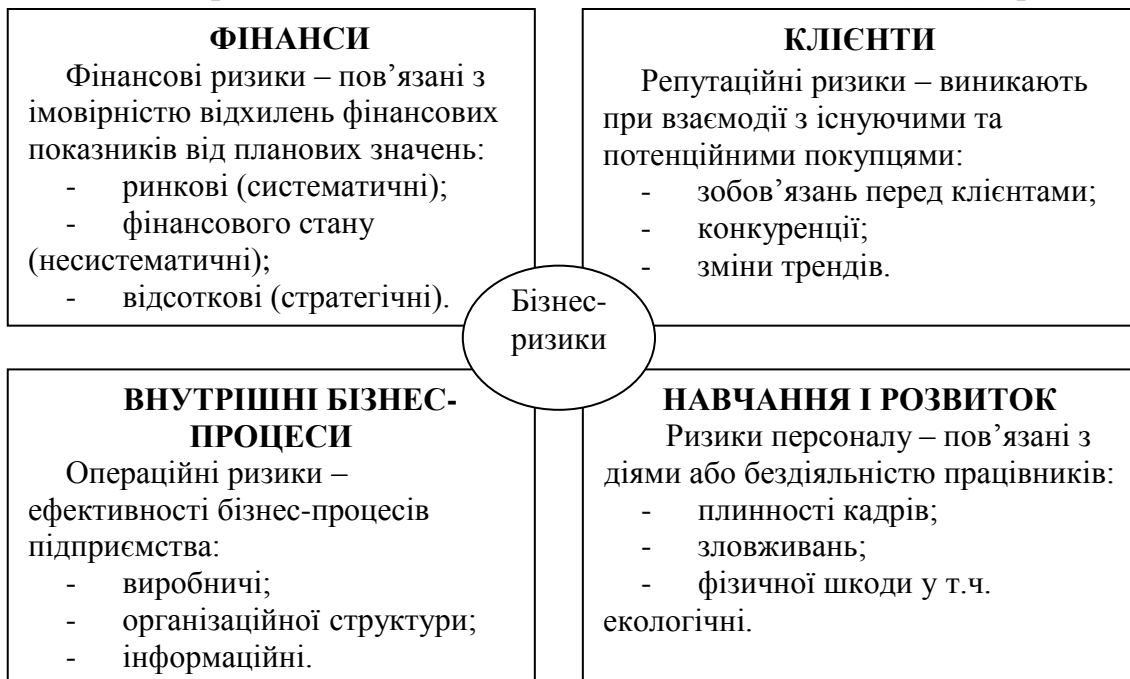 ФІНАНСИ
Фінансові ризики – пов’язані з
імовірністю відхилень фінансових
показників від планових значень:
- ринкові (систематичні);
- фінансового стану
(несистематичні);
- відсоткові (стратегічні).
КЛІЄНТИ
Репутаційні ризики – виникають
при взаємодії з існуючими та
потенційними покупцями:
- зобов’язань перед клієнтами;
- конкуренції;
- зміни трендів.
Бізнес-
ризики
ВНУТРІШНІ БІЗНЕС-
ПРОЦЕСИ
Операційні ризики –
ефективності бізнес-процесів
підприємства:
- виробничі;
- організаційної структури;
- інформаційні.
НАВЧАННЯ І РОЗВИТОК
Ризики персоналу – пов’язані з
діями або бездіяльністю працівників:
- плинності кадрів;
- зловживань;
- фізичної шкоди у т.ч.
екологічні.